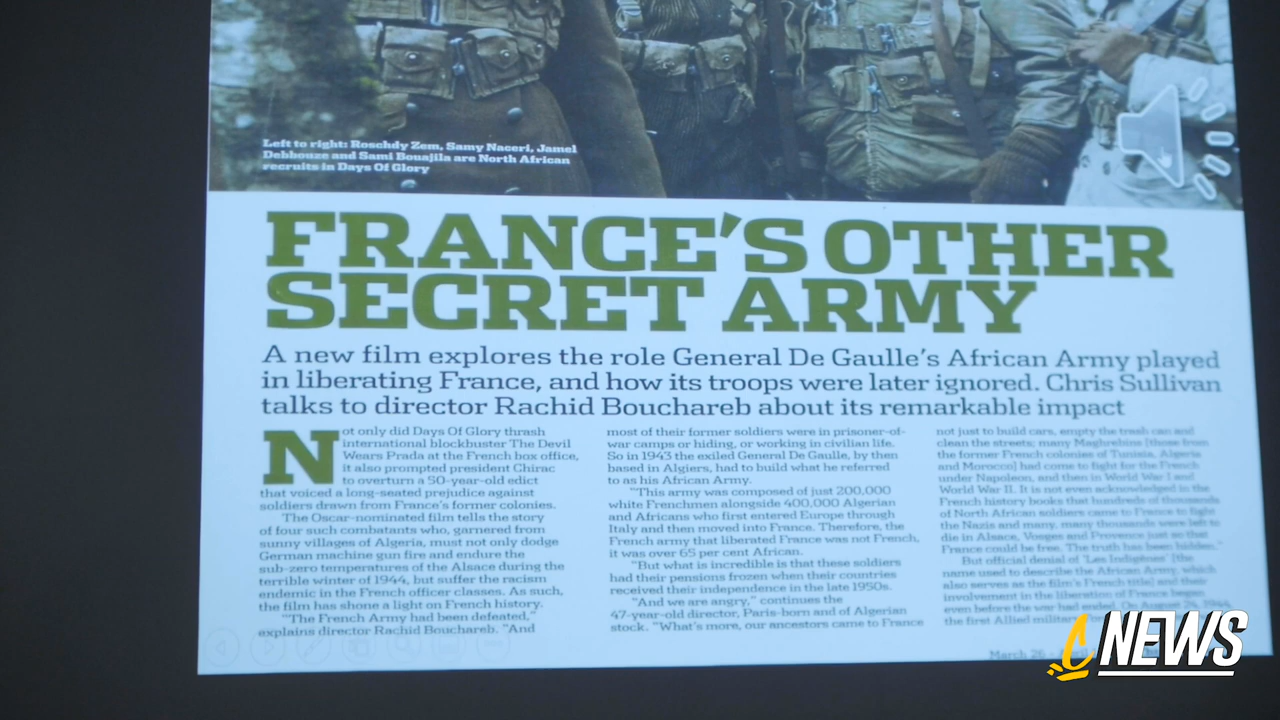 Left to right: Roschdy Zem, Samy Naceri, Jamel
Debbouze and Sami Bouajila are North African
recruits in Days Of Glory
FRANCE'S OTHER
SECRET ARMY
A new film explores the role General De Gaulle's African Army played
in liberating France, and how its troops were later ignored. Chris Sullivan
talks to director Rachid Bouchareb about its remarkable impact
Not only did Days Of Glory thrash
international blockbuster The Devil
Wears Prada at the French box office,
it also prompted president Chirac
to overturn a 50-year-old edict
that voiced a long-seated prejudice against
soldiers drawn from France's former colonies.
The Oscar-nominated film tells the story
of four such combatants who, garnered from
sunny villages of Algeria, must not only dodge
German machine gun fire and endure the
sub-zero temperatures of the Alsace during the
terrible winter of 1944, but suffer the racism
endemic in the French officer classes. As such,
the film has shone a light on French history.
"The French Army had been defeated,"
explains director Rachid Bouchareb. "And
most of their former soldiers were in prisoner-of-
war camps or hiding, or working in civilian life.
So in 1943 the exiled General De Gaulle, by then
based in Algiers, had to build what he referred
to as his African Army.
"This army was composed of just 200,000
white Frenchmen alongside 400,000 Algerian
and Africans who first entered Europe through
Italy and then moved into France. Therefore, the
French army that liberated France was not French,
it was over 65 per cent African.
"But what is incredible is that these soldiers
had their pensions frozen when their countries
received their independence in the late 1950s.
"And we are angry," continues the
47-year-old director, Paris-born and of Algerian
stock. "What's more, our ancestors came to France
not just to build cars, empty the trash can and
clean the streets; many Maghrebins [those from
the former French colonies of Tunisia, Algeria
and Morocco] had come to fight for the French
under Napoleon, and then in World War I and
World War II. It is not even acknowledged in the
French history books that hundreds of thousands
of North African soldiers came to France to fight
the Nazis and many, many thousands were left to
die in Alsace, Vosges and Provence just so that
France could be free. The truth has been hidden."
But official denial of 'Les Indigènes' [the
name used to describe the African Army, which
also serves as the film's French title] and their
involvement in the liberation of France began
even before the war had ended. On August 24, 1944,
the first Allied military
March 26 - April
C NEWS